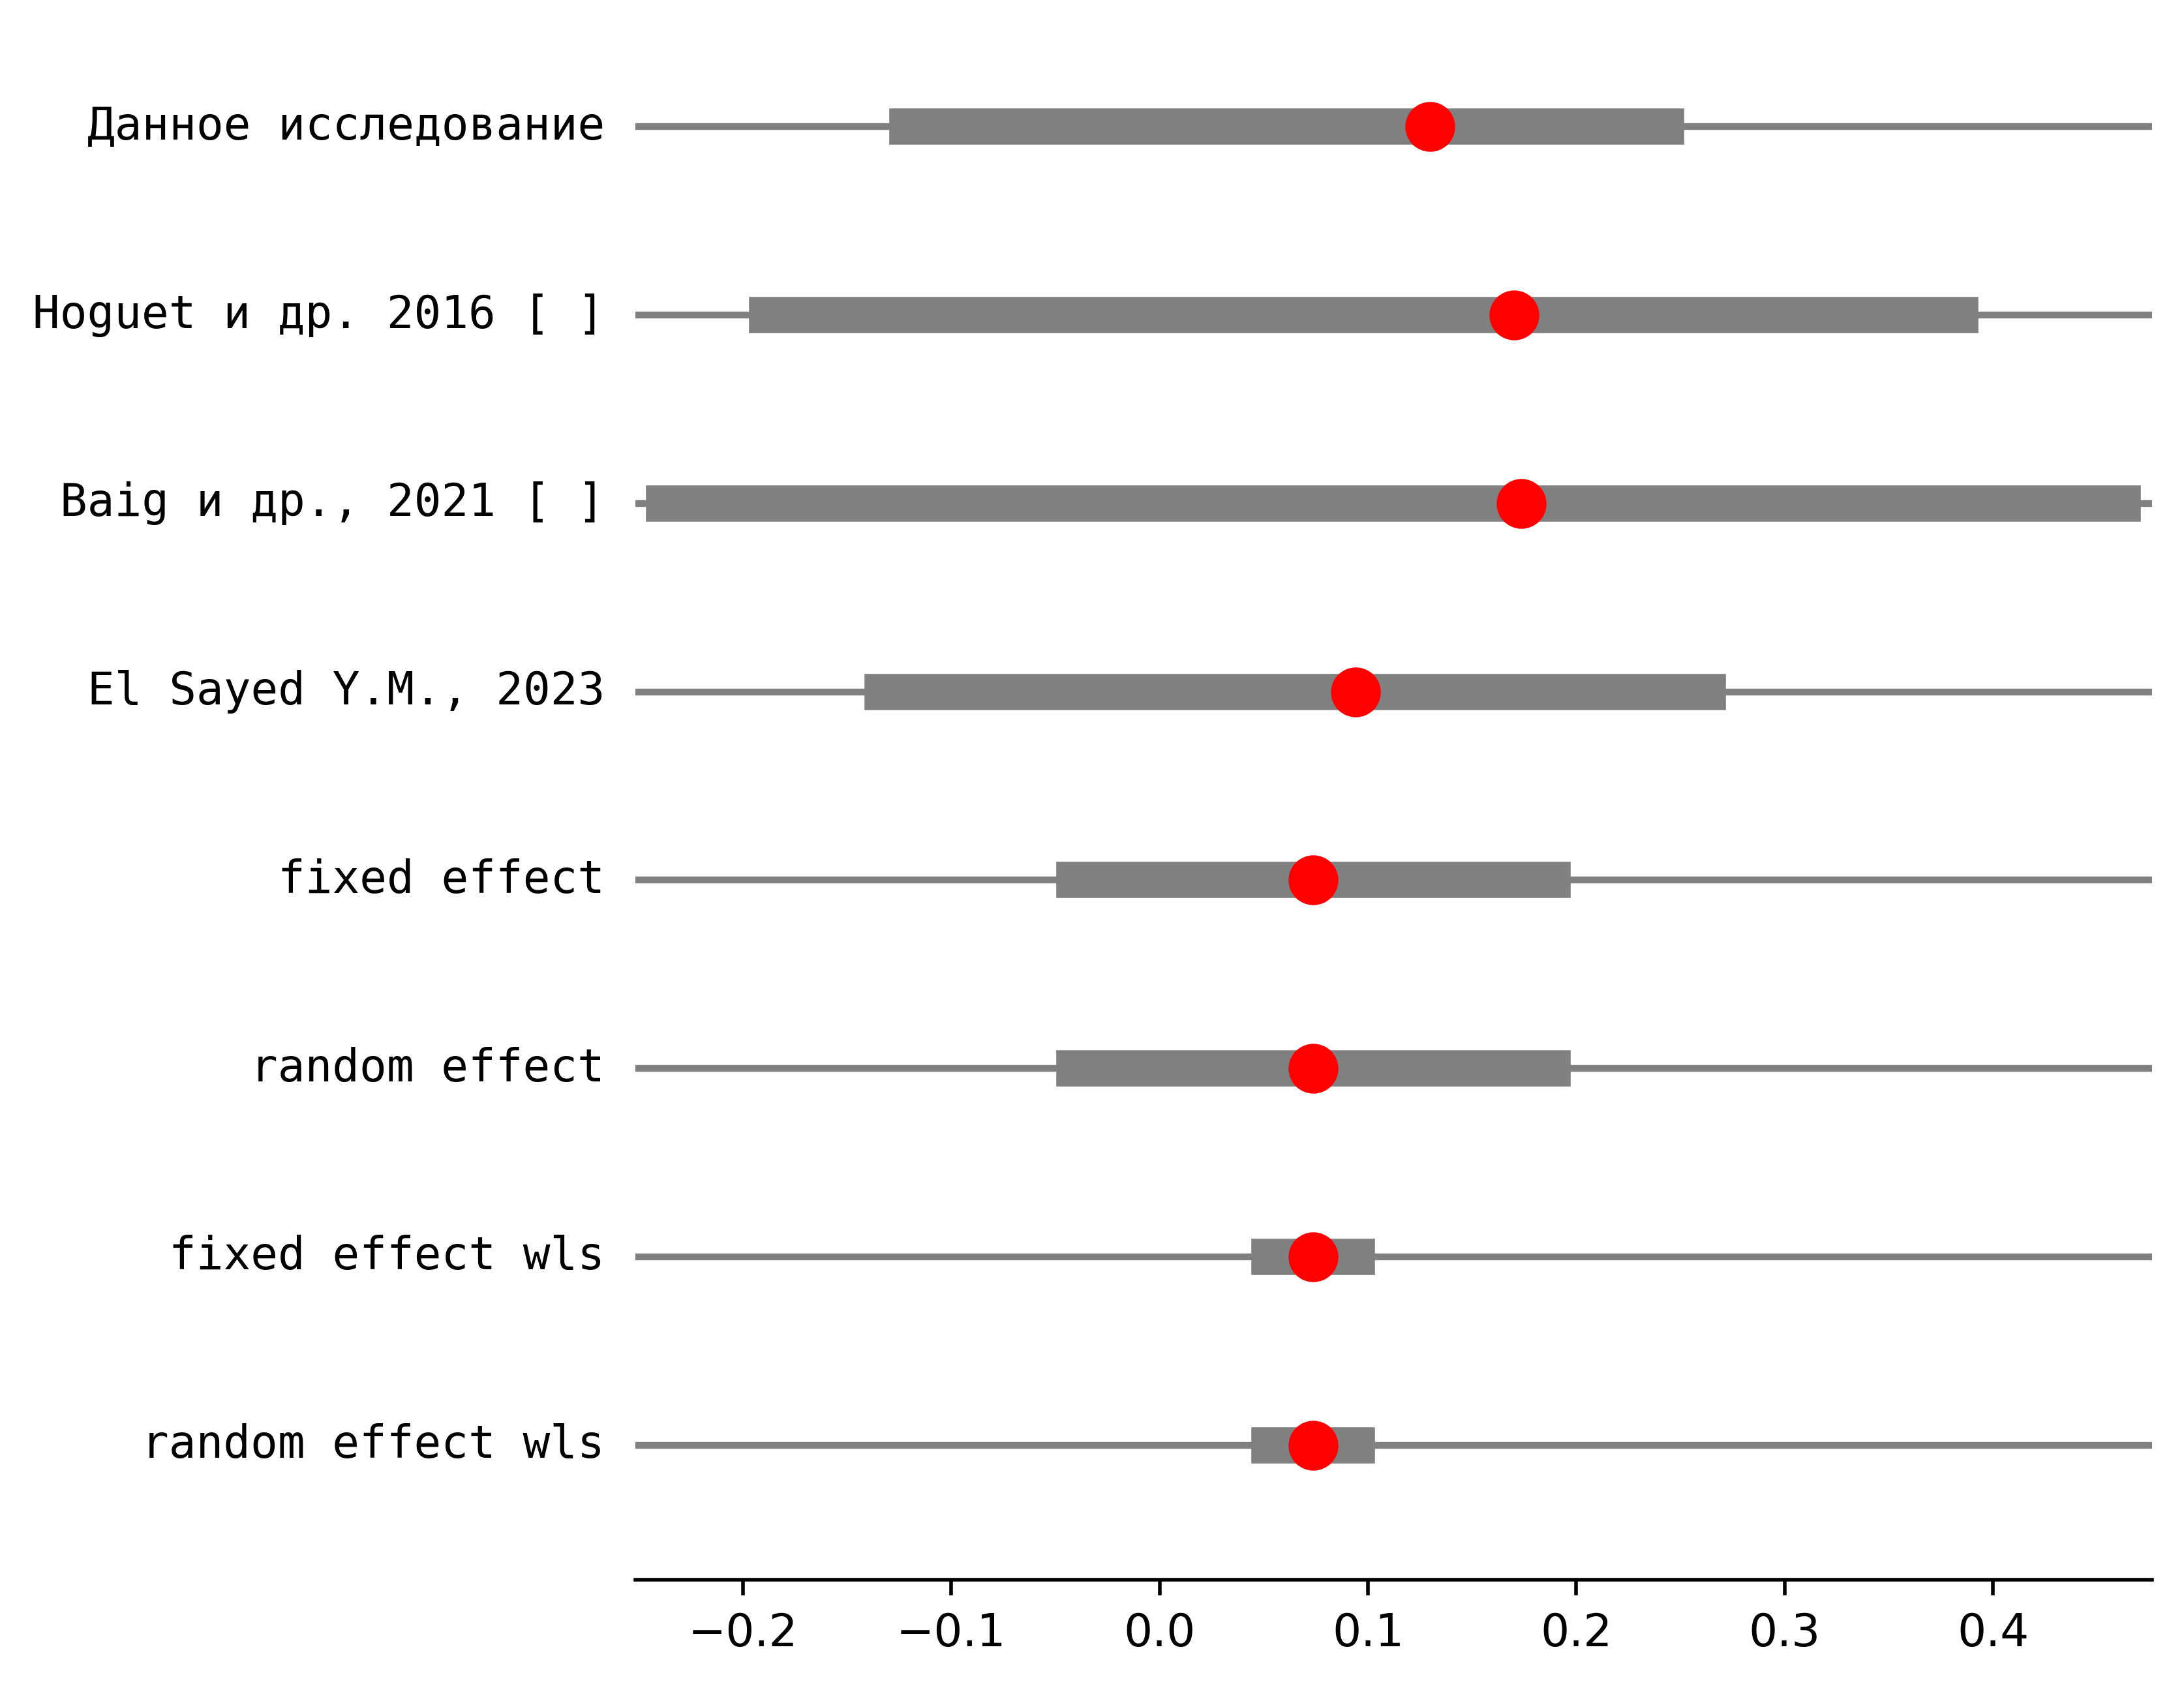 Данное исследование
Hoguet и др. 2016 [ ]
Baig и др., 2021 [ ]
El Sayed Y.M., 2023
fixed effect
random effect
fixed effect wls
random effect wls
−0.2 −0.1 0.0 0.1 0.2 0.3 0.4